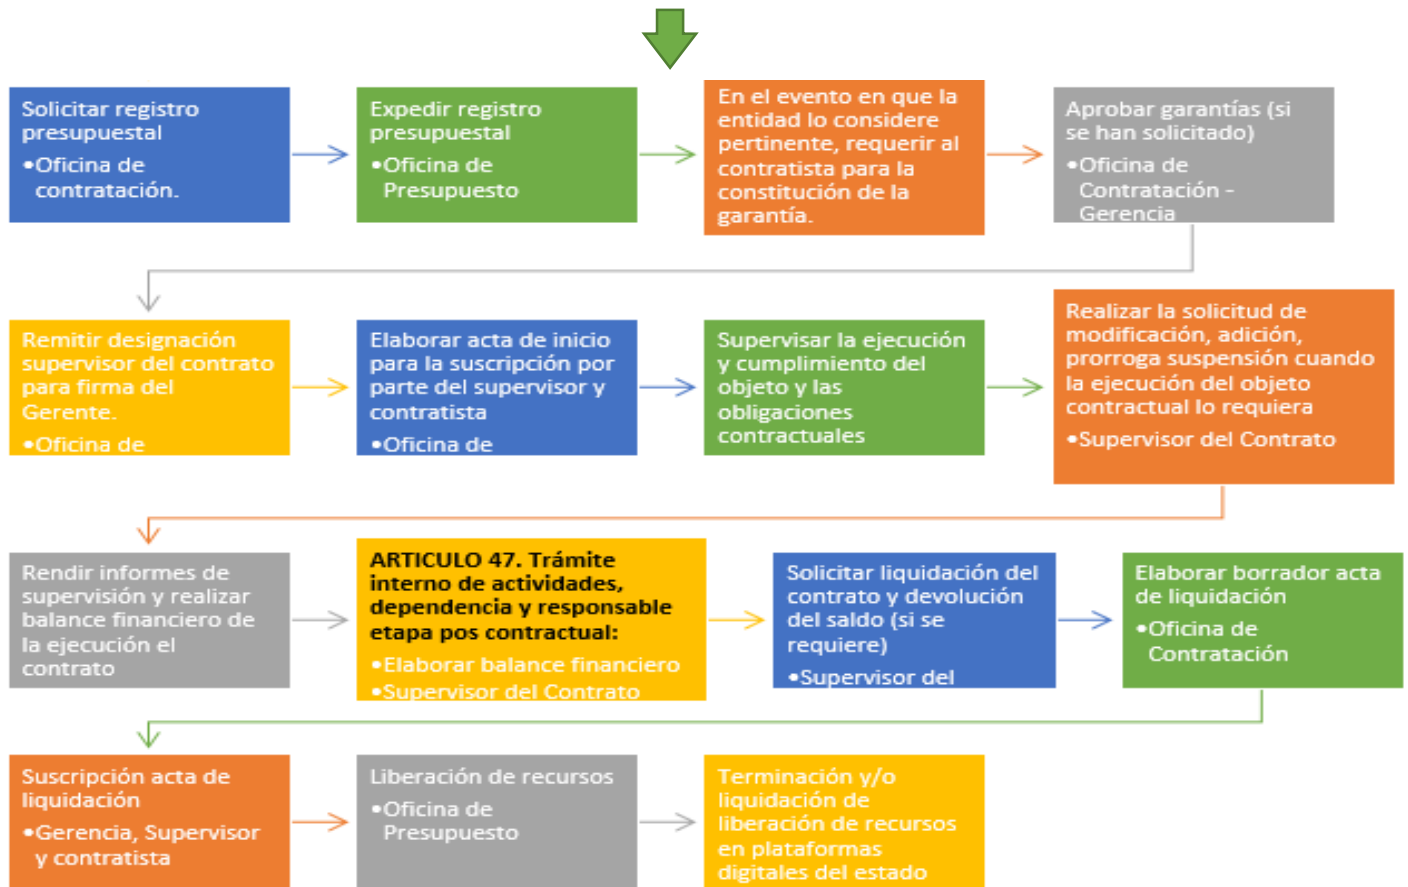 Solicitar registro
presupuestal
•Oficina de
contratación.
Expedir registro
presupuestal
•Oficina de
Presupuesto
En el evento en que la
entidad lo considere
pertinente, requerir al
contratista para la
constitución de la
garantía.
Aprobar garantías (si
se han solicitado)
•Oficina de
Contratación -
Gerencia
Remitir designación
supervisor del contrato
para firma del
Gerente.
•Oficina de
Elaborar acta de inicio
para la suscripción por
parte del supervisor y
contratista
•Oficina de
Supervisar la ejecución
y cumplimiento del
objeto y las
obligaciones
contractuales
Realizar la solicitud de
modificación, adición,
prorroga suspensión cuando
la ejecución del objeto
contractual lo requiera
•Supervisor del Contrato
Rendir informes de
supervisión y realizar
balance financiero de
la ejecución el
contrato
ARTICULO 47. Trámite
interno de actividades,
dependencia y responsable
etapa pos contractual:
•Elaborar balance financiero
•Supervisor del Contrato
Solicitar liquidación del
contrato y devolución
del saldo (si se
requiere)
•Supervisor del
Elaborar borrador acta
de liquidación
•Oficina de
Contratación
Suscripción acta de
liquidación
•Gerencia, Supervisor
y contratista
Liberación de recursos
•Oficina de
Presupuesto
Terminación y/o
liquidación de
liberación de recursos
en plataformas
digitales del estado